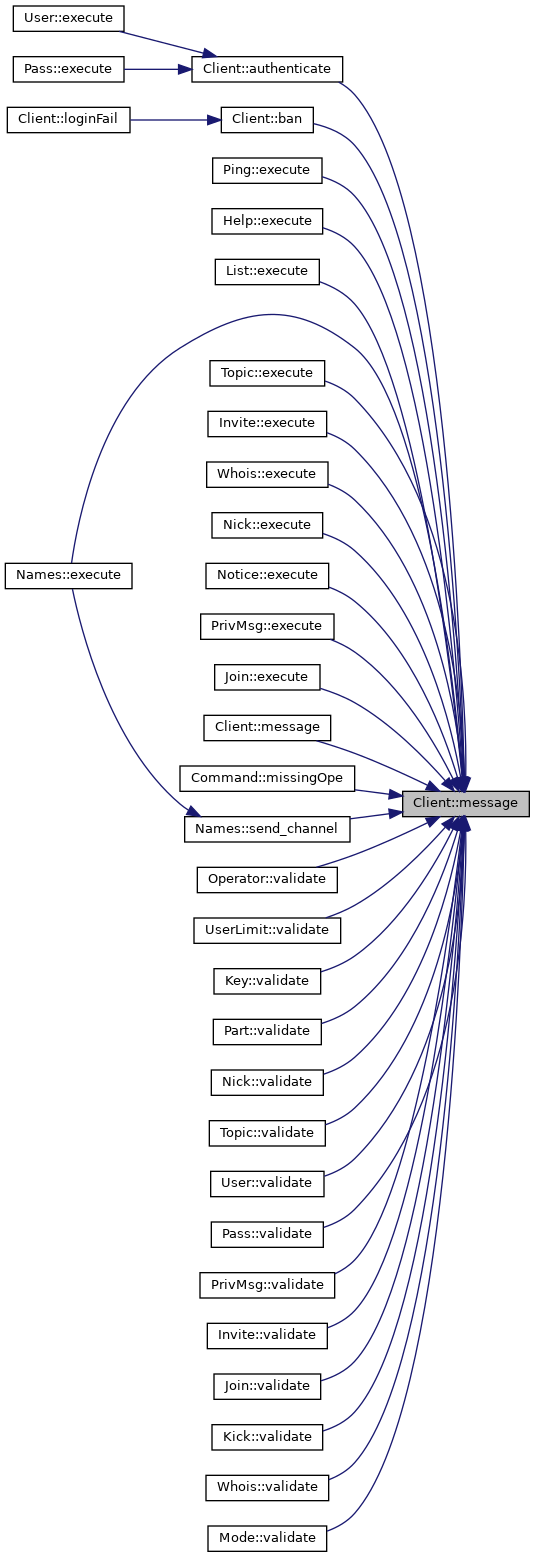 User::execute
Pass::execute
Client::authenticate
Client::loginFail
Client::ban
Ping::execute
Help::execute
List::execute
Topic::execute
Invite::execute
Whois::execute
Nick::execute
Names::execute
Notice::execute
PrivMsg::execute
Join::execute
Client::message
Command::missingOpe
Client::message
Names::send_channel
Operator::validate
UserLimit::validate
Key::validate
Part::validate
Nick::validate
Topic::validate
User::validate
Pass::validate
PrivMsg::validate
Invite::validate
Join::validate
Kick::validate
Whois::validate
Mode::validate